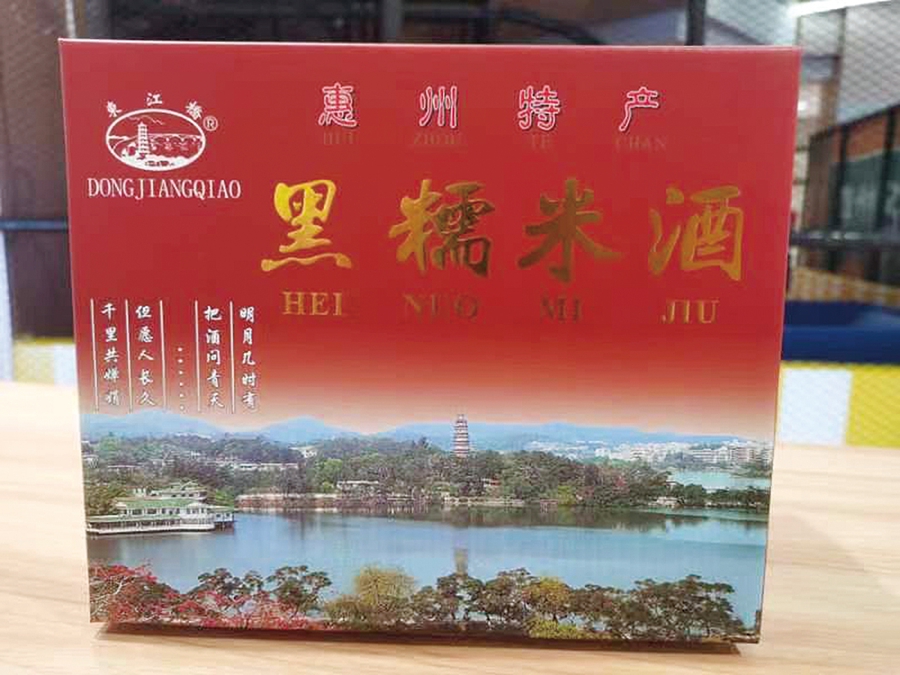 東江橋®
DONGJIANGQIAO
惠州特产
HUI ZHOU TE CHAN
黑糯米酒
HEI NUO MI JIU
明月几时有
把酒问青天
······
但愿人长久
千里共婵娟